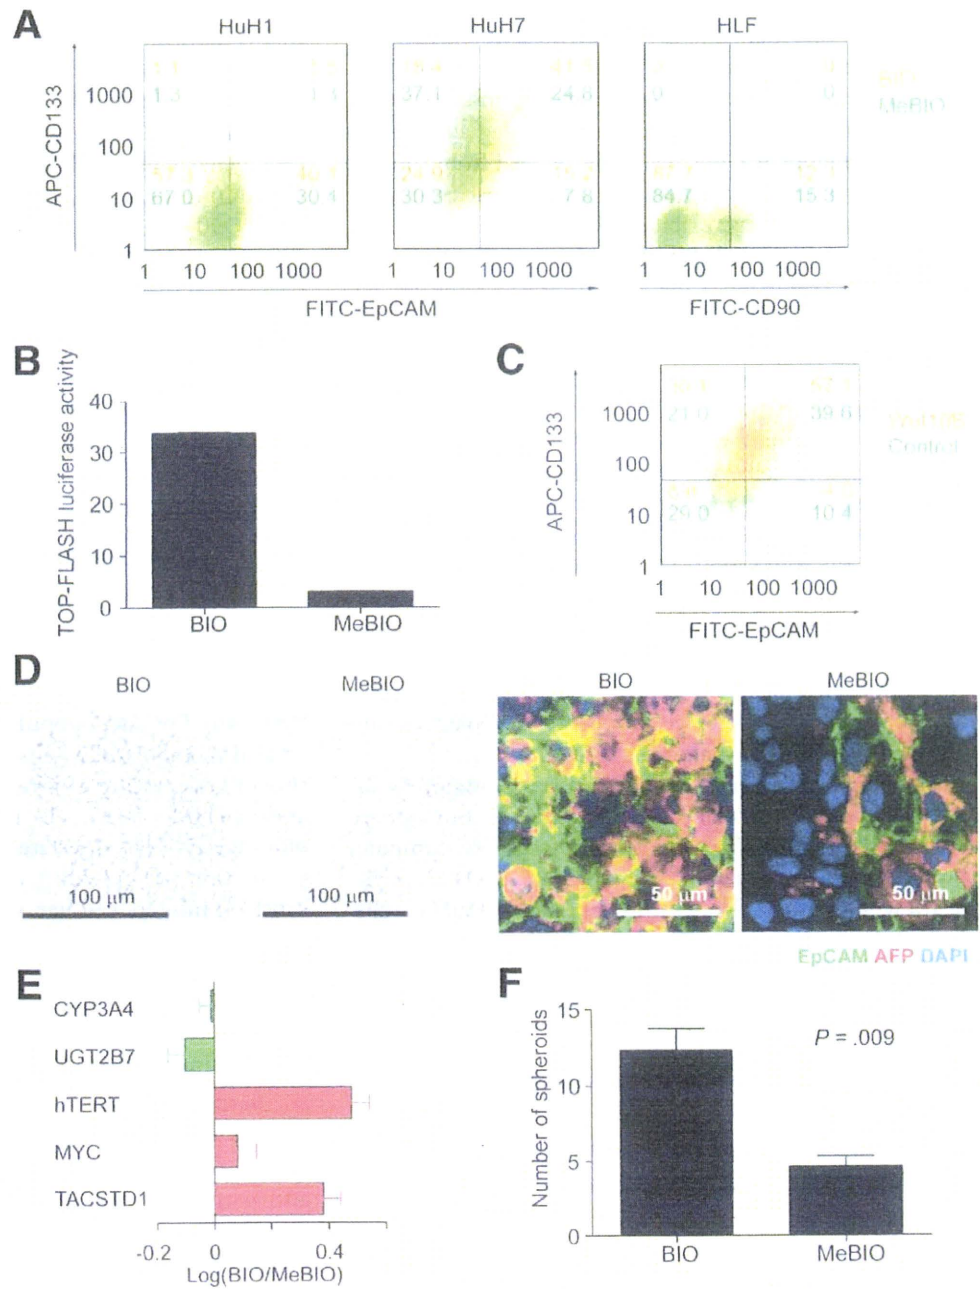 A
HuH1
HuH7
HLF
APC-CD133
1000
100
10
1
1.3
1.3
37.1
24.8
0
0
MeBIO
67.0
30.4
30.3
7.8
84.7
15.3
1 10 100 1000
1 10 100 1000
1 10 100 1000
FITC-EpCAM
FITC-CD90
B
TOP-FLASH luciferase activity
40
30
20
10
0
BIO
MeBIO
C
APC-CD133
1000
100
10
1
21.0
39.6
29.0
10.4
Control
1 10 100 1000
FITC-EpCAM
D
BIO
MeBIO
BIO
MeBIO
100 µm
100 µm
50 µm
50 µm
EpCAM AFP DAPI
E
CYP3A4
UGT2B7
hTERT
MYC
TACSTD1
-0.2 0 0.4
Log(BIO/MeBIO)
F
Number of spheroids
15
10
5
0
P = .009
BIO
MeBIO